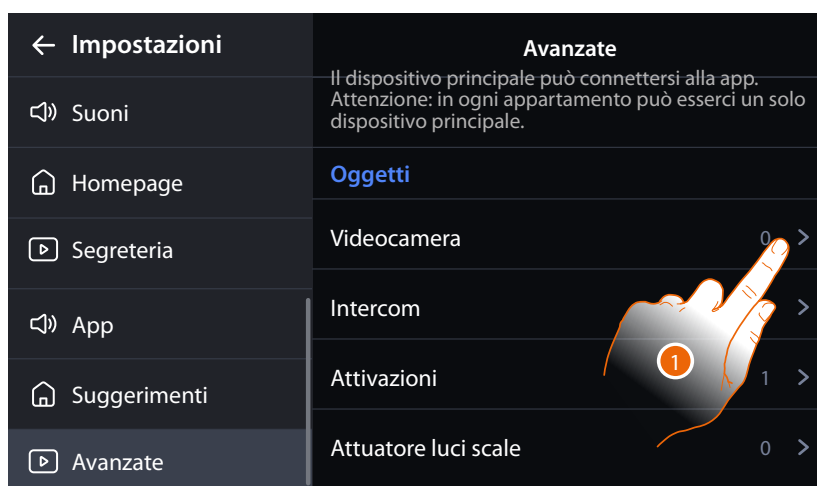 Impostazioni
Suoni
Homepage
Segreteria
App
Suggerimenti
Avanzate
Avanzate
Il dispositivo principale può connettersi alla app.
Attenzione: in ogni appartamento può esserci un solo
dispositivo principale.
Oggetti
Videocamera 0
Intercom
Attivazioni 1
Attuatore luci scale 0
1